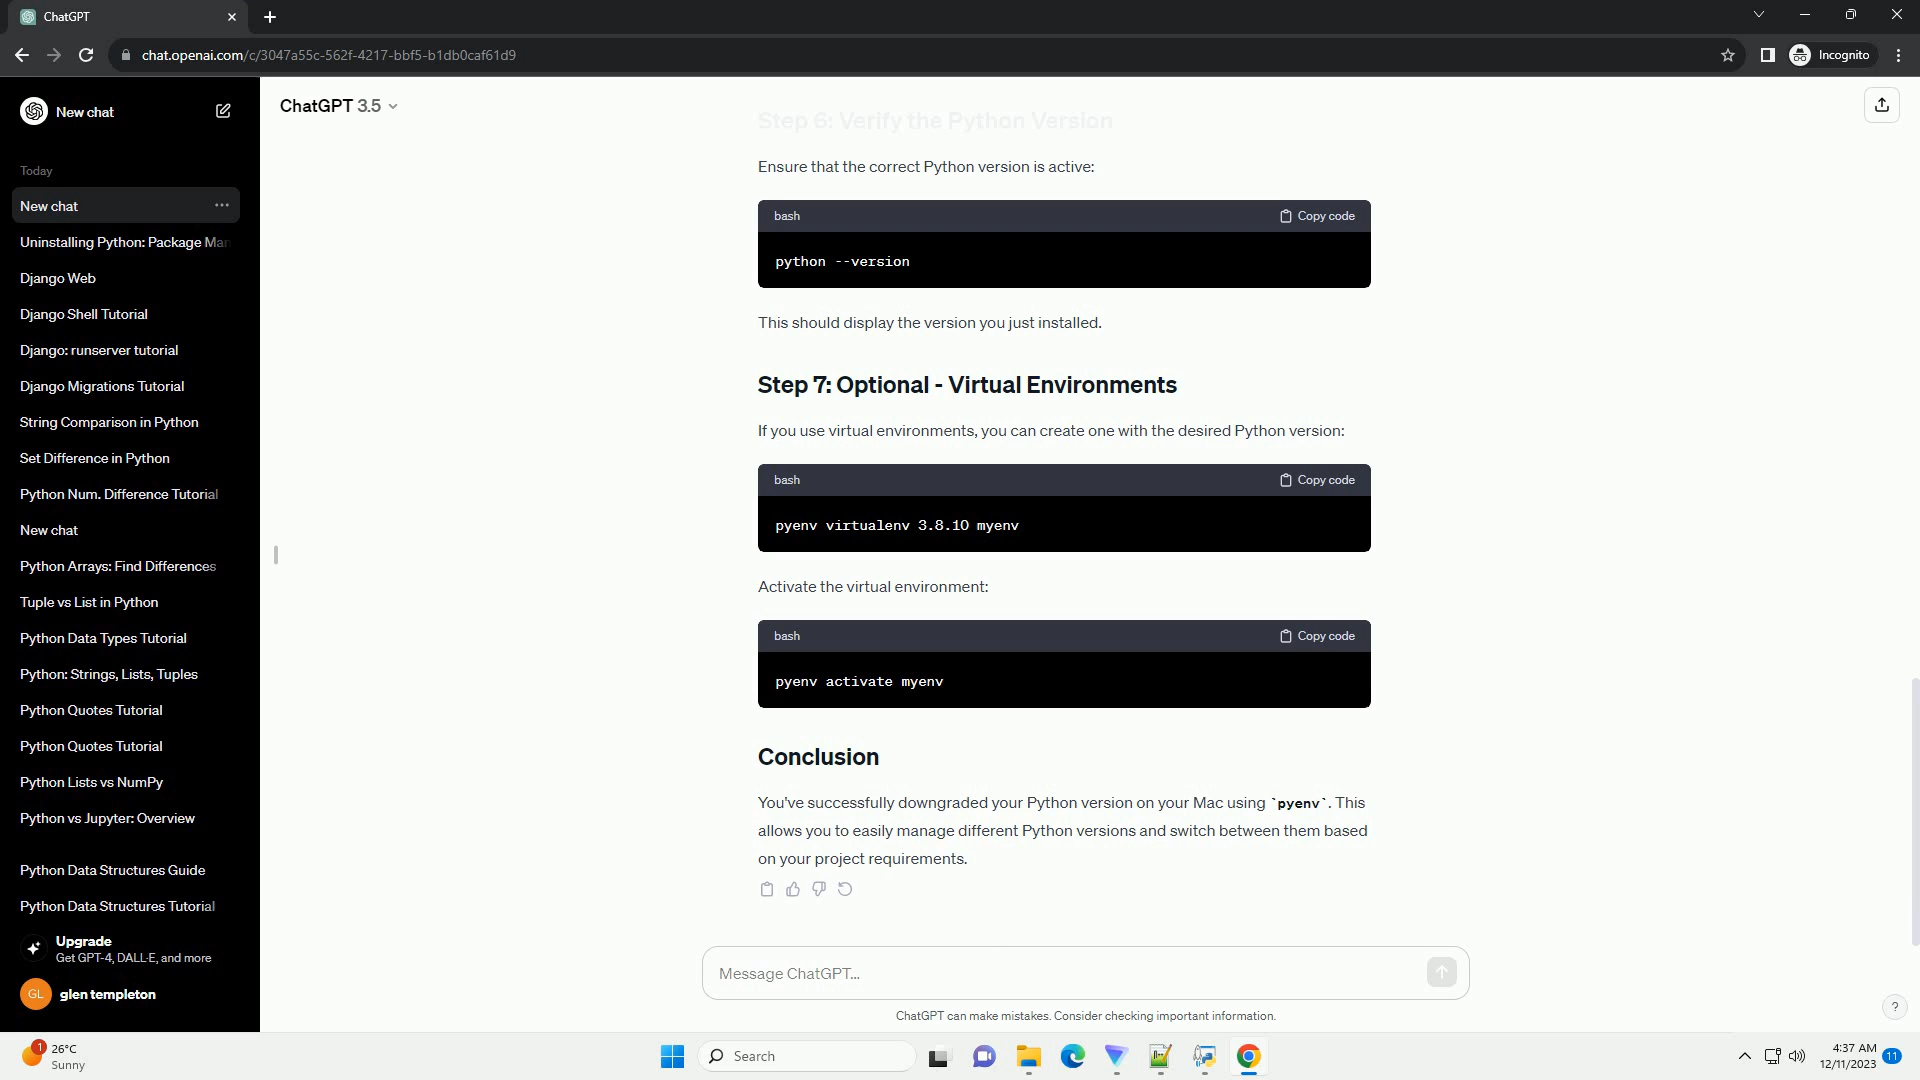 ChatGPT
chat.openai.com/c/3047a55c-562f-4217-bbf5-b1db0caf61d9
Incognito
New chat
ChatGPT 3.5
Step 6: Verify the Python Version
Today
New chat
Uninstalling Python: Package Man
Django Web
Django Shell Tutorial
Django: runserver tutorial
Django Migrations Tutorial
String Comparison in Python
Set Difference in Python
Python Num. Difference Tutorial
New chat
Python Arrays: Find Differences
Tuple vs List in Python
Python Data Types Tutorial
Python: Strings, Lists, Tuples
Python Quotes Tutorial
Python Quotes Tutorial
Python Lists vs NumPy
Python vs Jupyter: Overview
Python Data Structures Guide
Python Data Structures Tutorial
Upgrade
Get GPT-4, DALL·E, and more
GL glen templeton
Ensure that the correct Python version is active:
bash Copy code
python --version
This should display the version you just installed.
Step 7: Optional - Virtual Environments
If you use virtual environments, you can create one with the desired Python version:
bash Copy code
pyenv virtualenv 3.8.10 myenv
Activate the virtual environment:
bash Copy code
pyenv activate myenv
Conclusion
You've successfully downgraded your Python version on your Mac using `pyenv`. This
allows you to easily manage different Python versions and switch between them based
on your project requirements.
Message ChatGPT...
ChatGPT can make mistakes. Consider checking important information.
?
1
26°C
Sunny
Search
4:37 AM
12/11/2023
11